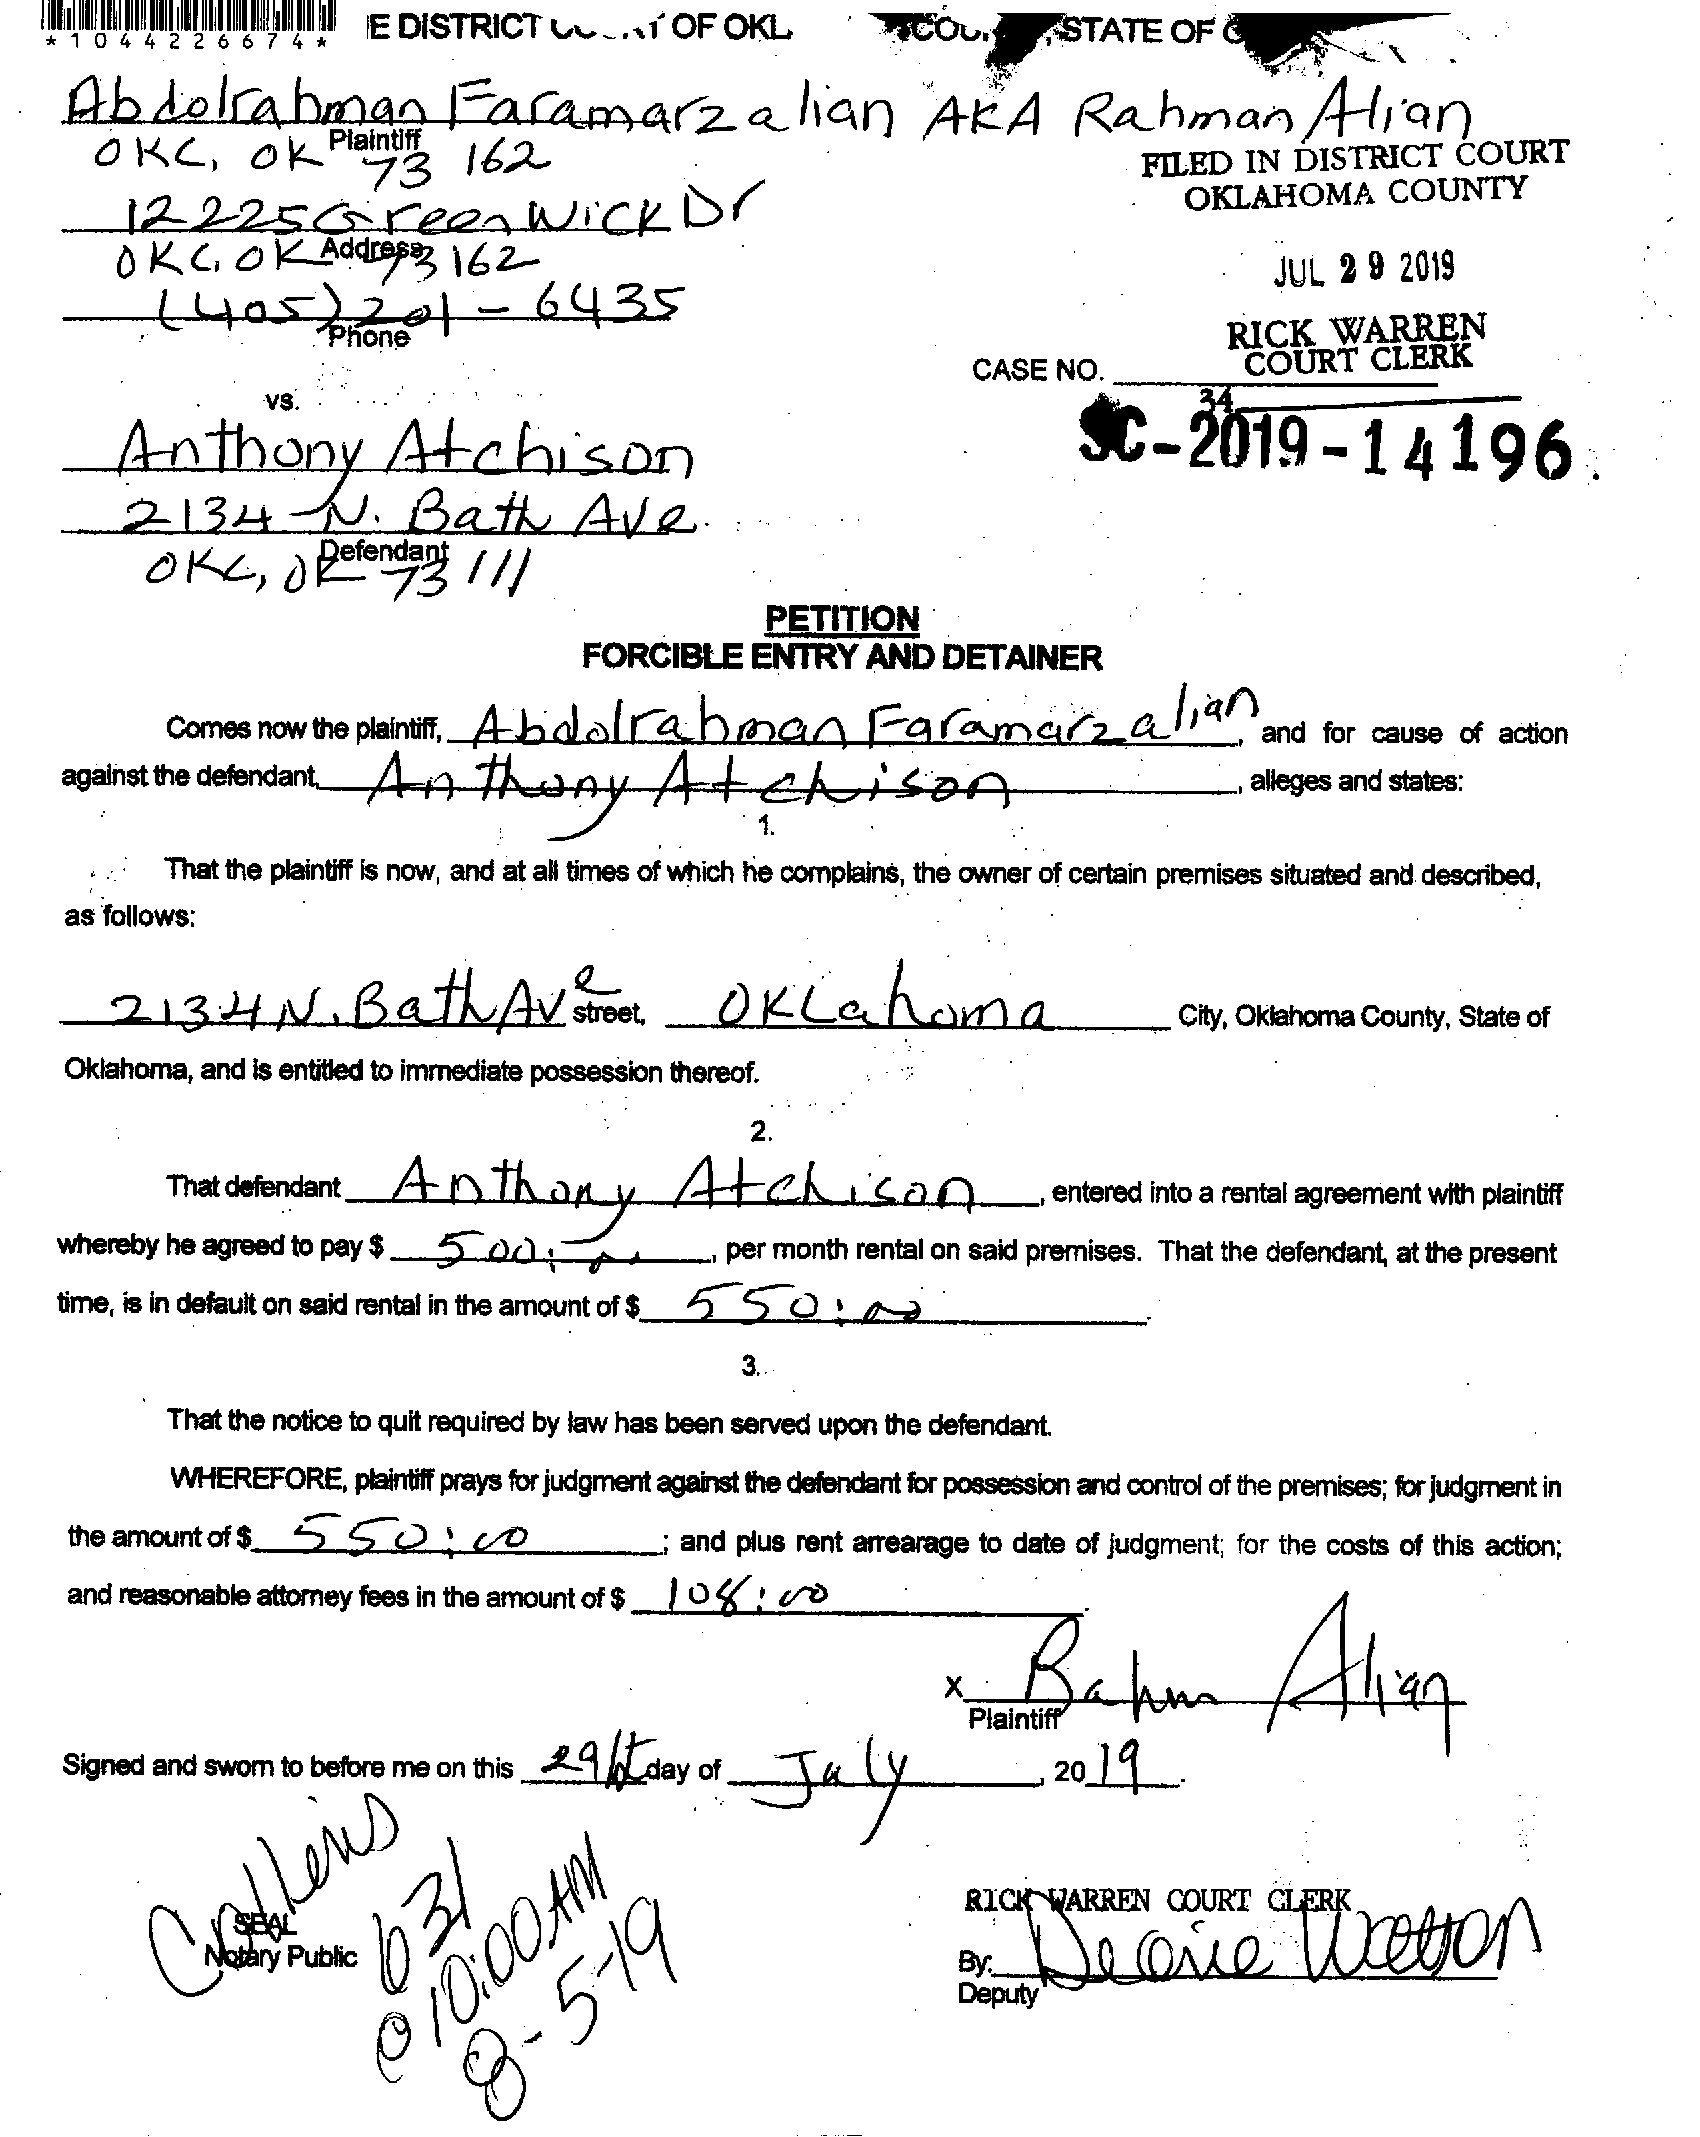 *1044226674*
E DISTRICT OF OKL STATE OF
Abdolrahman Faramarzalian AKA Rahman Alian
Plaintiff
OKC, OK 73162
FILED IN DISTRICT COURT
OKLAHOMA COUNTY
12225 Greenwick Dr
Address
OKC, OK 73162
JUL 29 2019
(405) 201-6435
Phone
RICK WARREN
COURT CLERK
CASE NO.
34
SC-2019-14196
vs.
Anthony Atchison
2134 N. Bath Ave.
Defendant
OKC, OK 73111
PETITION
FORCIBLE ENTRY AND DETAINER
Comes now the plaintiff, Abdolrahman Faramarzalian, and for cause of action
against the defendant, Anthony Atchison, alleges and states:
1.
That the plaintiff is now, and at all times of which he complains, the owner of certain premises situated and described,
as follows:
2134 N. Bath Ave street, Oklahoma City, Oklahoma County, State of
Oklahoma, and is entitled to immediate possession thereof.
2.
That defendant Anthony Atchison, entered into a rental agreement with plaintiff
whereby he agreed to pay $ 500:00, per month rental on said premises. That the defendant, at the present
time, is in default on said rental in the amount of $ 550:00.
3.
That the notice to quit required by law has been served upon the defendant.
WHEREFORE, plaintiff prays for judgment against the defendant for possession and control of the premises; for judgment in
the amount of $ 550:00; and plus rent arrearage to date of judgment; for the costs of this action;
and reasonable attorney fees in the amount of $ 108:00.
x Rahm Alian
Plaintiff
Signed and sworn to before me on this 29 day of July, 2019.
SEAL
Notary Public
631
@ 10:00 AM
8-5-19
RICK WARREN COURT CLERK
By:
Deputy